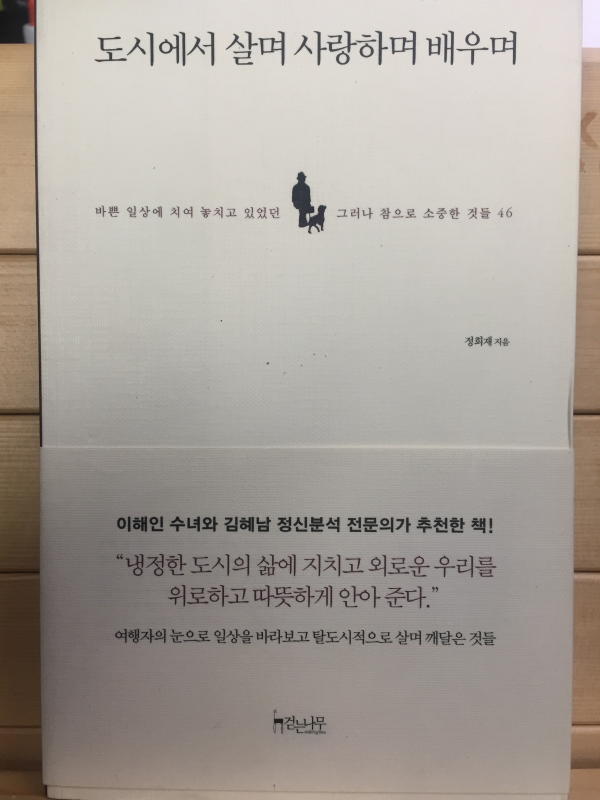 도시에서 살며 사랑하며 배우며
바쁜 일상에 치여 놓치고 있었던 그러나 참으로 소중한 것들 46
정희재 지음
이해인 수녀와 김혜남 정신분석 전문의가 추천한 책!
“냉정한 도시의 삶에 지치고 외로운 우리를
위로하고 따뜻하게 안아 준다.”
여행자의 눈으로 일상을 바라보고 탈도시적으로 살며 깨달은 것들
걷는나무